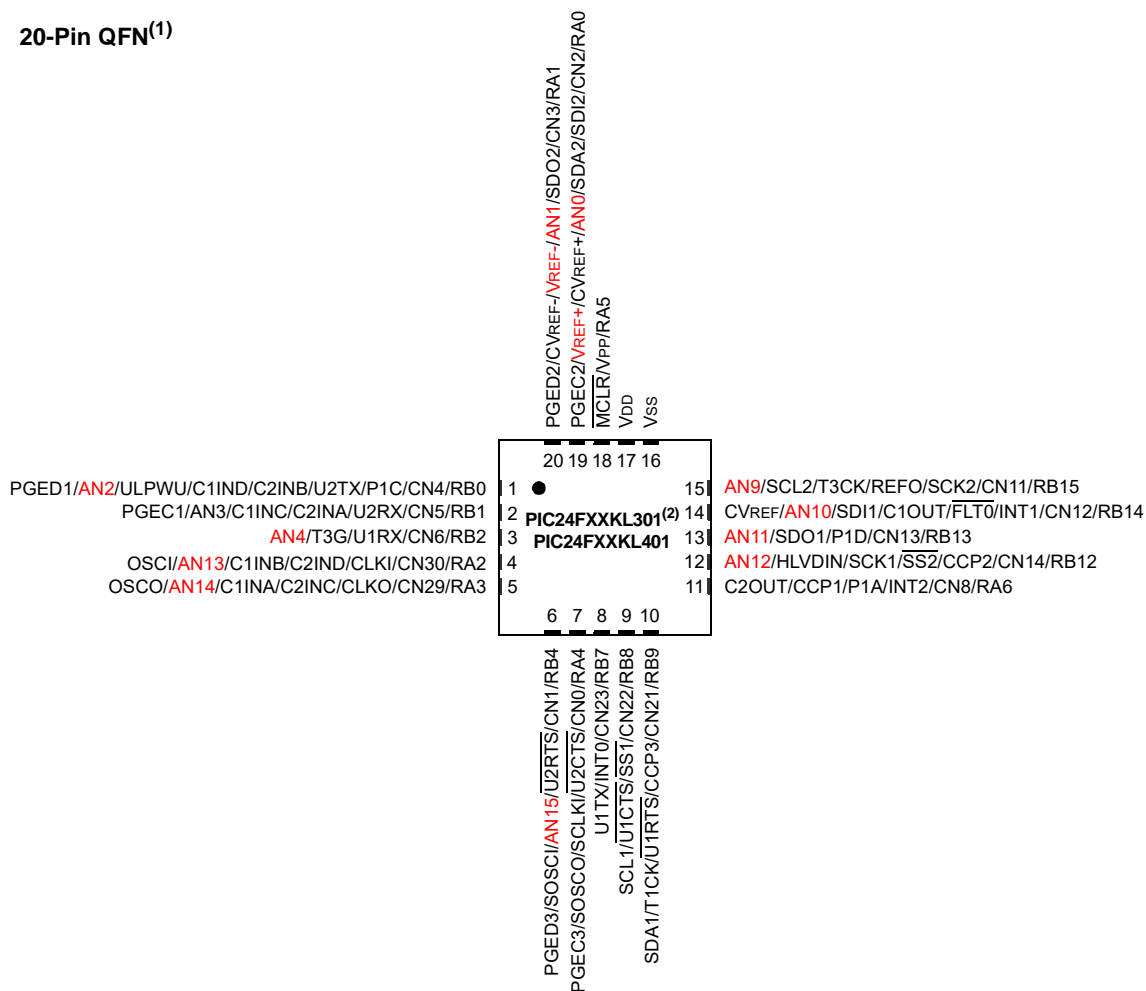 20-Pin QFN(1)
PGED2/CVREF-/VREF-/AN1/SDO2/CN3/RA1
PGEC2/VREF+/CVREF+/AN0/SDA2/SDI2/CN2/RA0
MCLR/VPP/RA5
VDD
VSS
20 19 18 17 16
PGED1/AN2/ULPWU/C1IND/C2INB/U2TX/P1C/CN4/RB0 1
PGEC1/AN3/C1INC/C2INA/U2RX/CN5/RB1 2
AN4/T3G/U1RX/CN6/RB2 3
OSCI/AN13/C1INB/C2IND/CLKI/CN30/RA2 4
OSCO/AN14/C1INA/C2INC/CLKO/CN29/RA3 5
PIC24FXXKL301(2)
PIC24FXXKL401
15 AN9/SCL2/T3CK/REFO/SCK2/CN11/RB15
14 CVREF/AN10/SDI1/C1OUT/FLT0/INT1/CN12/RB14
13 AN11/SDO1/P1D/CN13/RB13
12 AN12/HLVDIN/SCK1/SS2/CCP2/CN14/RB12
11 C2OUT/CCP1/P1A/INT2/CN8/RA6
6 7 8 9 10
PGED3/SOSCI/AN15/U2RTS/CN1/RB4
PGEC3/SOSCO/SCLKI/U2CTS/CN0/RA4
U1TX/INT0/CN23/RB7
SCL1/U1CTS/SS1/CN22/RB8
SDA1/T1CK/U1RTS/CCP3/CN21/RB9